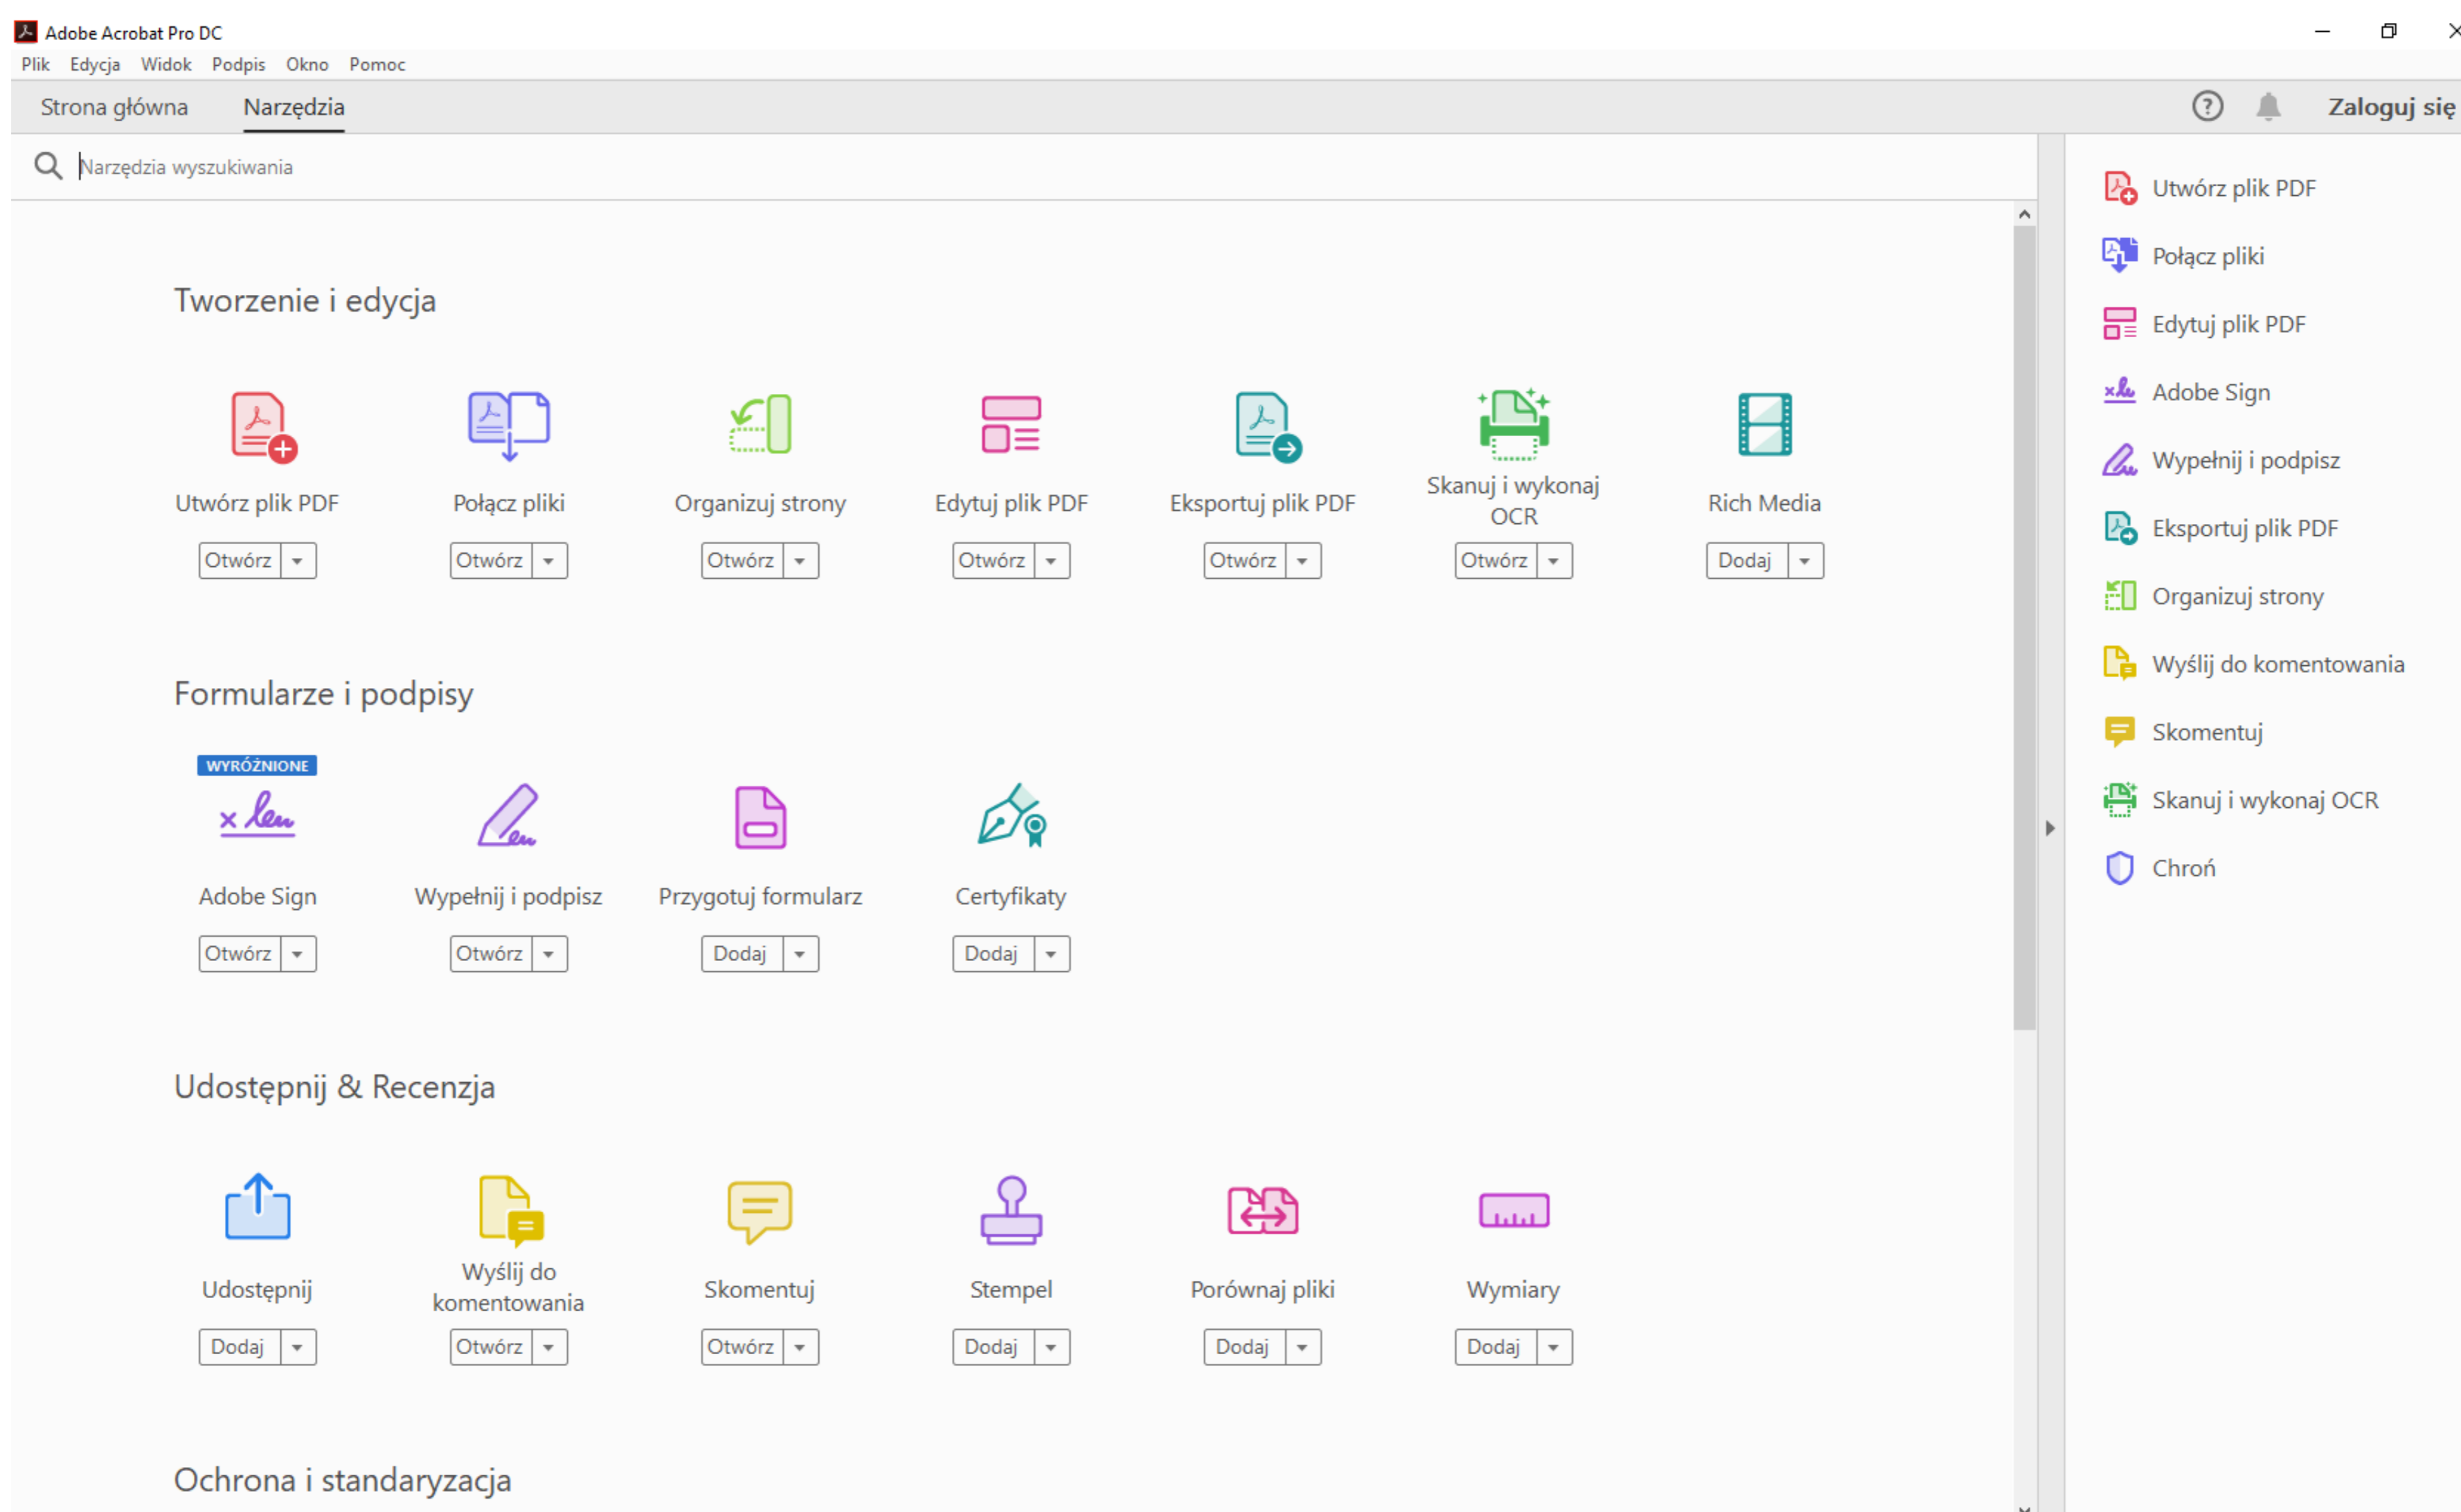 Adobe Acrobat Pro DC
Plik Edycja Widok Podpis Okno Pomoc
Strona główna Narzędzia Zaloguj się
Narzędzia wyszukiwania
Tworzenie i edycja
Utwórz plik PDF
Otwórz
Połącz pliki
Otwórz
Organizuj strony
Otwórz
Edytuj plik PDF
Otwórz
Eksportuj plik PDF
Otwórz
Skanuj i wykonaj
OCR
Otwórz
Rich Media
Dodaj
Formularze i podpisy
WYRÓŻNIONE
Adobe Sign
Otwórz
Wypełnij i podpisz
Otwórz
Przygotuj formularz
Dodaj
Certyfikaty
Dodaj
Udostępnij & Recenzja
Udostępnij
Dodaj
Wyślij do
komentowania
Otwórz
Skomentuj
Otwórz
Stempel
Dodaj
Porównaj pliki
Dodaj
Wymiary
Dodaj
Ochrona i standaryzacja
Utwórz plik PDF
Połącz pliki
Edytuj plik PDF
Adobe Sign
Wypełnij i podpisz
Eksportuj plik PDF
Organizuj strony
Wyślij do komentowania
Skomentuj
Skanuj i wykonaj OCR
Chroń